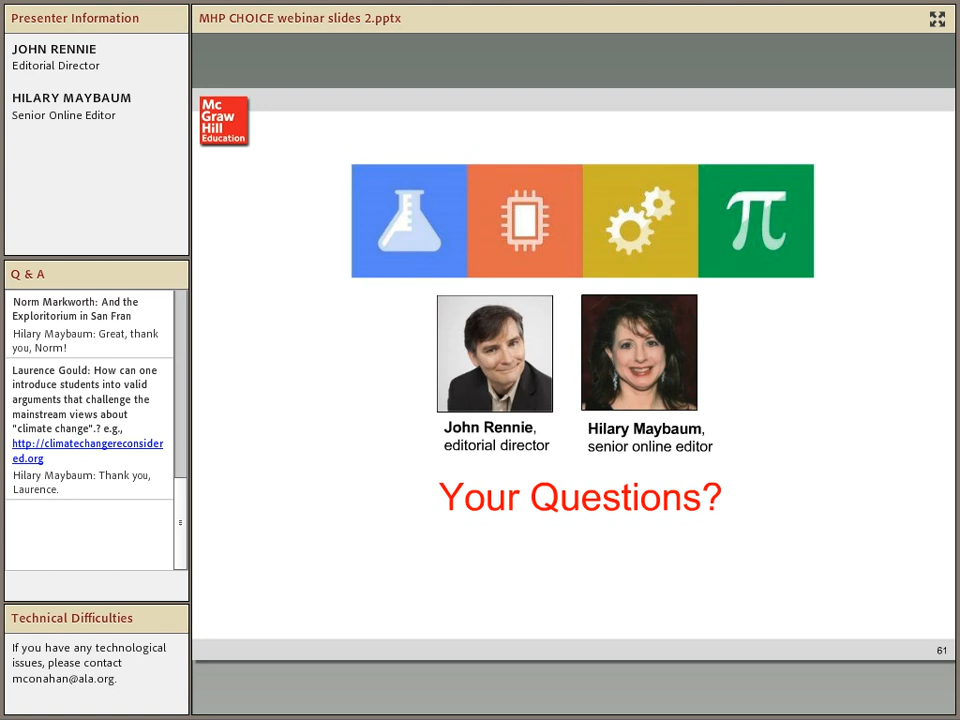 Presenter Information
JOHN RENNIE
Editorial Director
HILARY MAYBAUM
Senior Online Editor
Q & A
Norm Markworth: And the
Exploritorium in San Fran
Hilary Maybaum: Great, thank
you, Norm!
Laurence Gould: How can one
introduce students into valid
arguments that challenge the
mainstream views about
"climate change".? e.g.,
http://climatechangereconsider
ed.org
Hilary Maybaum: Thank you,
Laurence.
Technical Difficulties
If you have any technological
issues, please contact
mconahan@ala.org.
MHP CHOICE webinar slides 2.pptx
Mc
Graw
Hill
Education
π
John Rennie,
editorial director
Hilary Maybaum,
senior online editor
Your Questions?
61